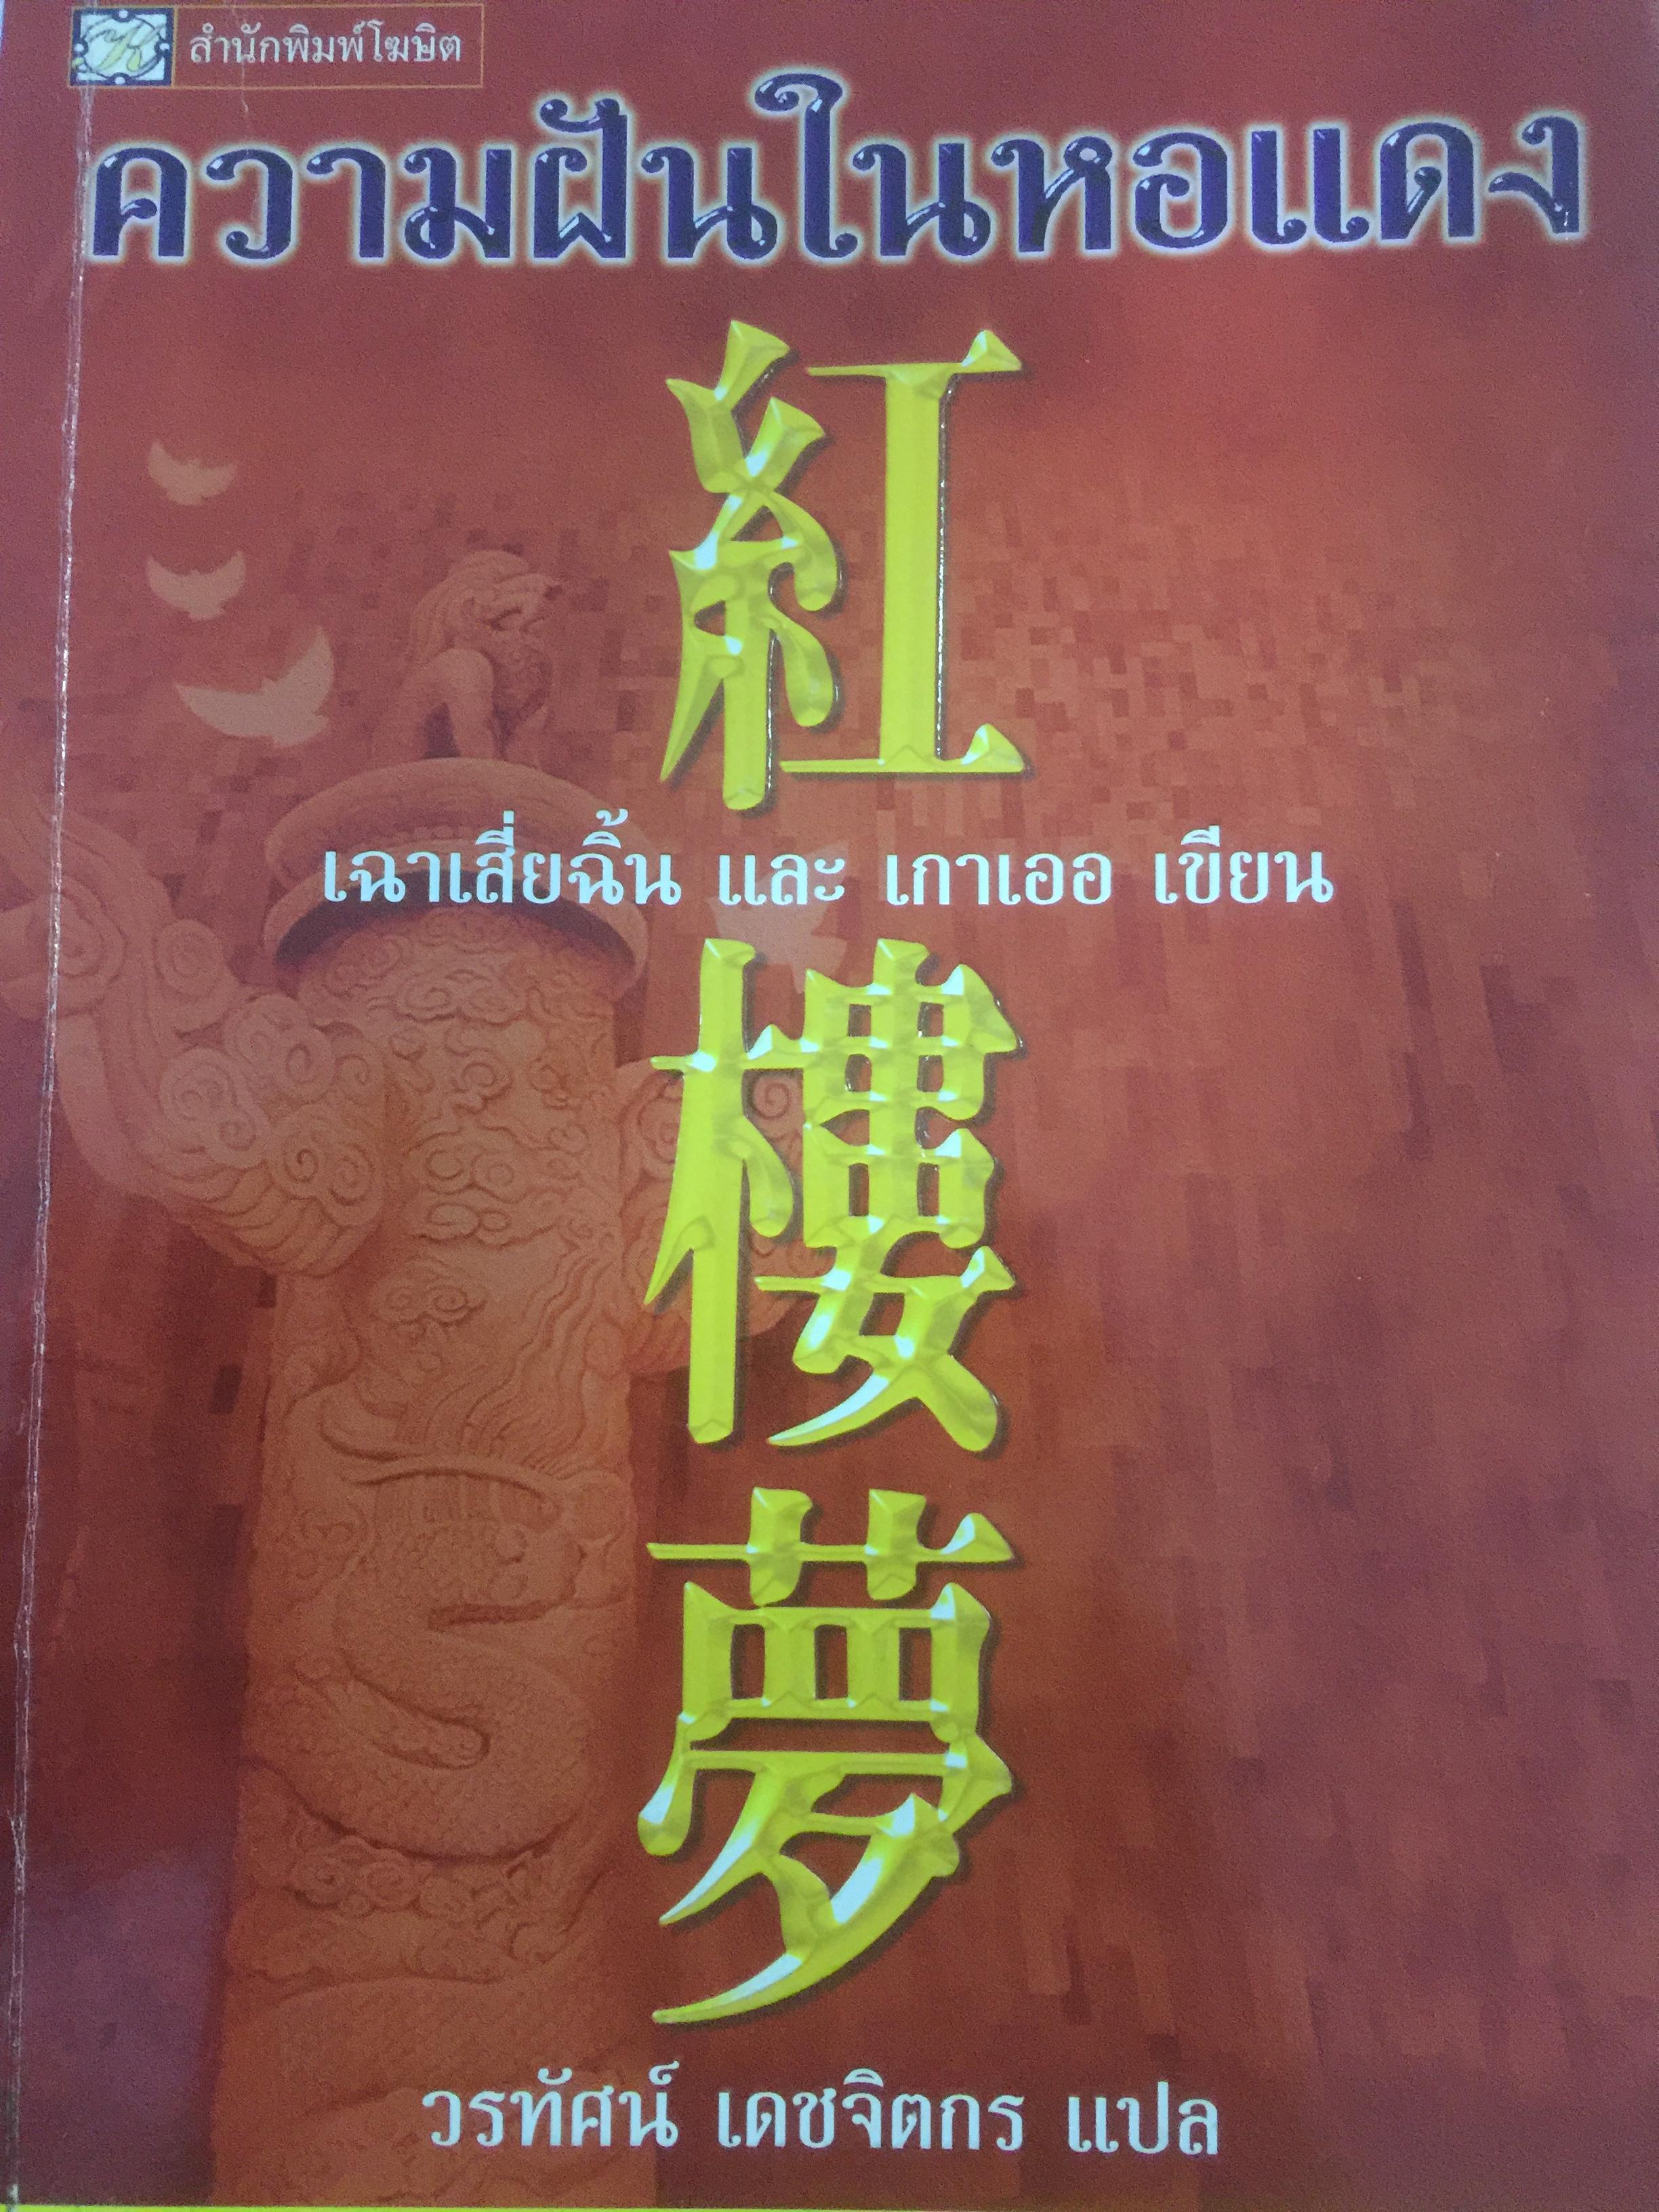 สำนักพิมพ์โฆษิต
ความฝันในหอแดง
紅
เฉาเสี่ยฉิ้น และ เกาเออ เขียน
樓
夢
วรทัศน์ เดชจิตกร แปล